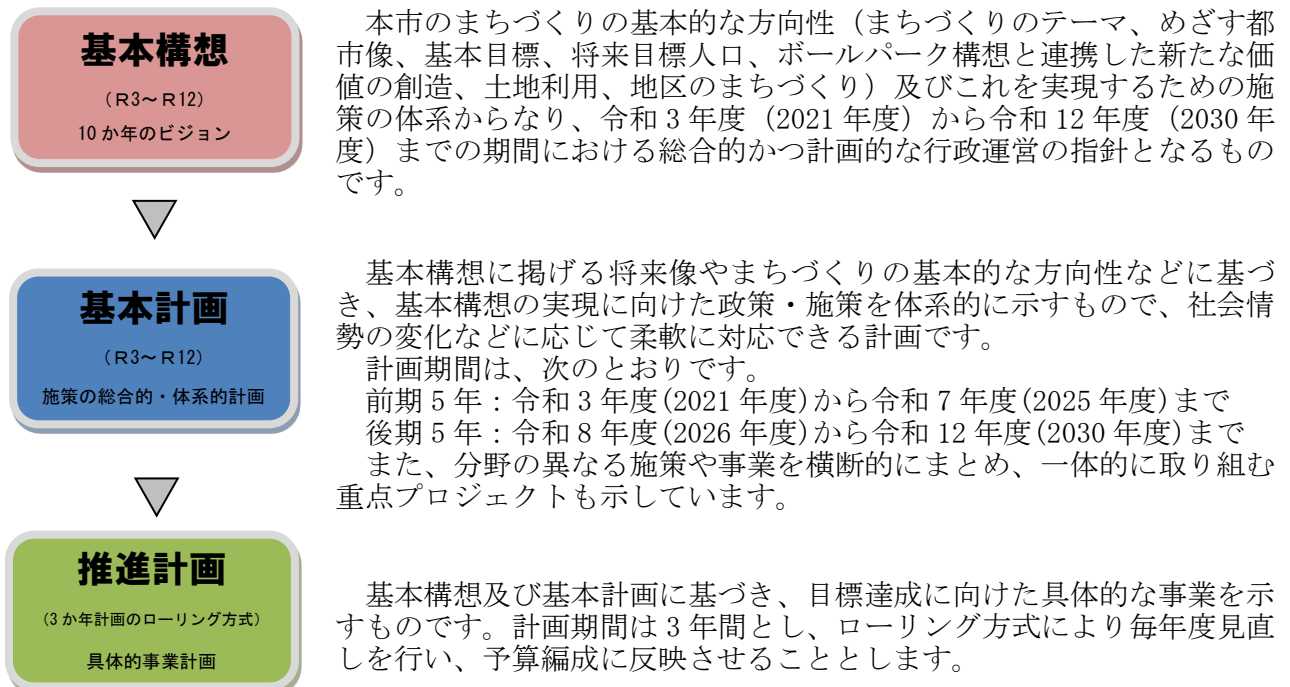 基本構想
(R3～R12)
10か年のビジョン
本市のまちづくりの基本的な方向性（まちづくりのテーマ、めざす都
市像、基本目標、将来目標人口、ボールパーク構想と連携した新たな価
値の創造、土地利用、地区のまちづくり）及びこれを実現するための施
策の体系からなり、令和3年度（2021年度）から令和12年度（2030年
度）までの期間における総合的かつ計画的な行政運営の指針となるもの
です。
基本計画
(R3～R12)
施策の総合的・体系的計画
基本構想に掲げる将来像やまちづくりの基本的な方向性などに基づ
き、基本構想の実現に向けた政策・施策を体系的に示すもので、社会情
勢の変化などに応じて柔軟に対応できる計画です。
計画期間は、次のとおりです。
前期5年：令和3年度(2021年度)から令和7年度(2025年度)まで
後期5年：令和8年度(2026年度)から令和12年度(2030年度)まで
また、分野の異なる施策や事業を横断的にまとめ、一体的に取り組む
重点プロジェクトも示しています。
推進計画
(3か年計画のローリング方式)
具体的事業計画
基本構想及び基本計画に基づき、目標達成に向けた具体的な事業を示
すものです。計画期間は3年間とし、ローリング方式により毎年度見直
しを行い、予算編成に反映させることとします。